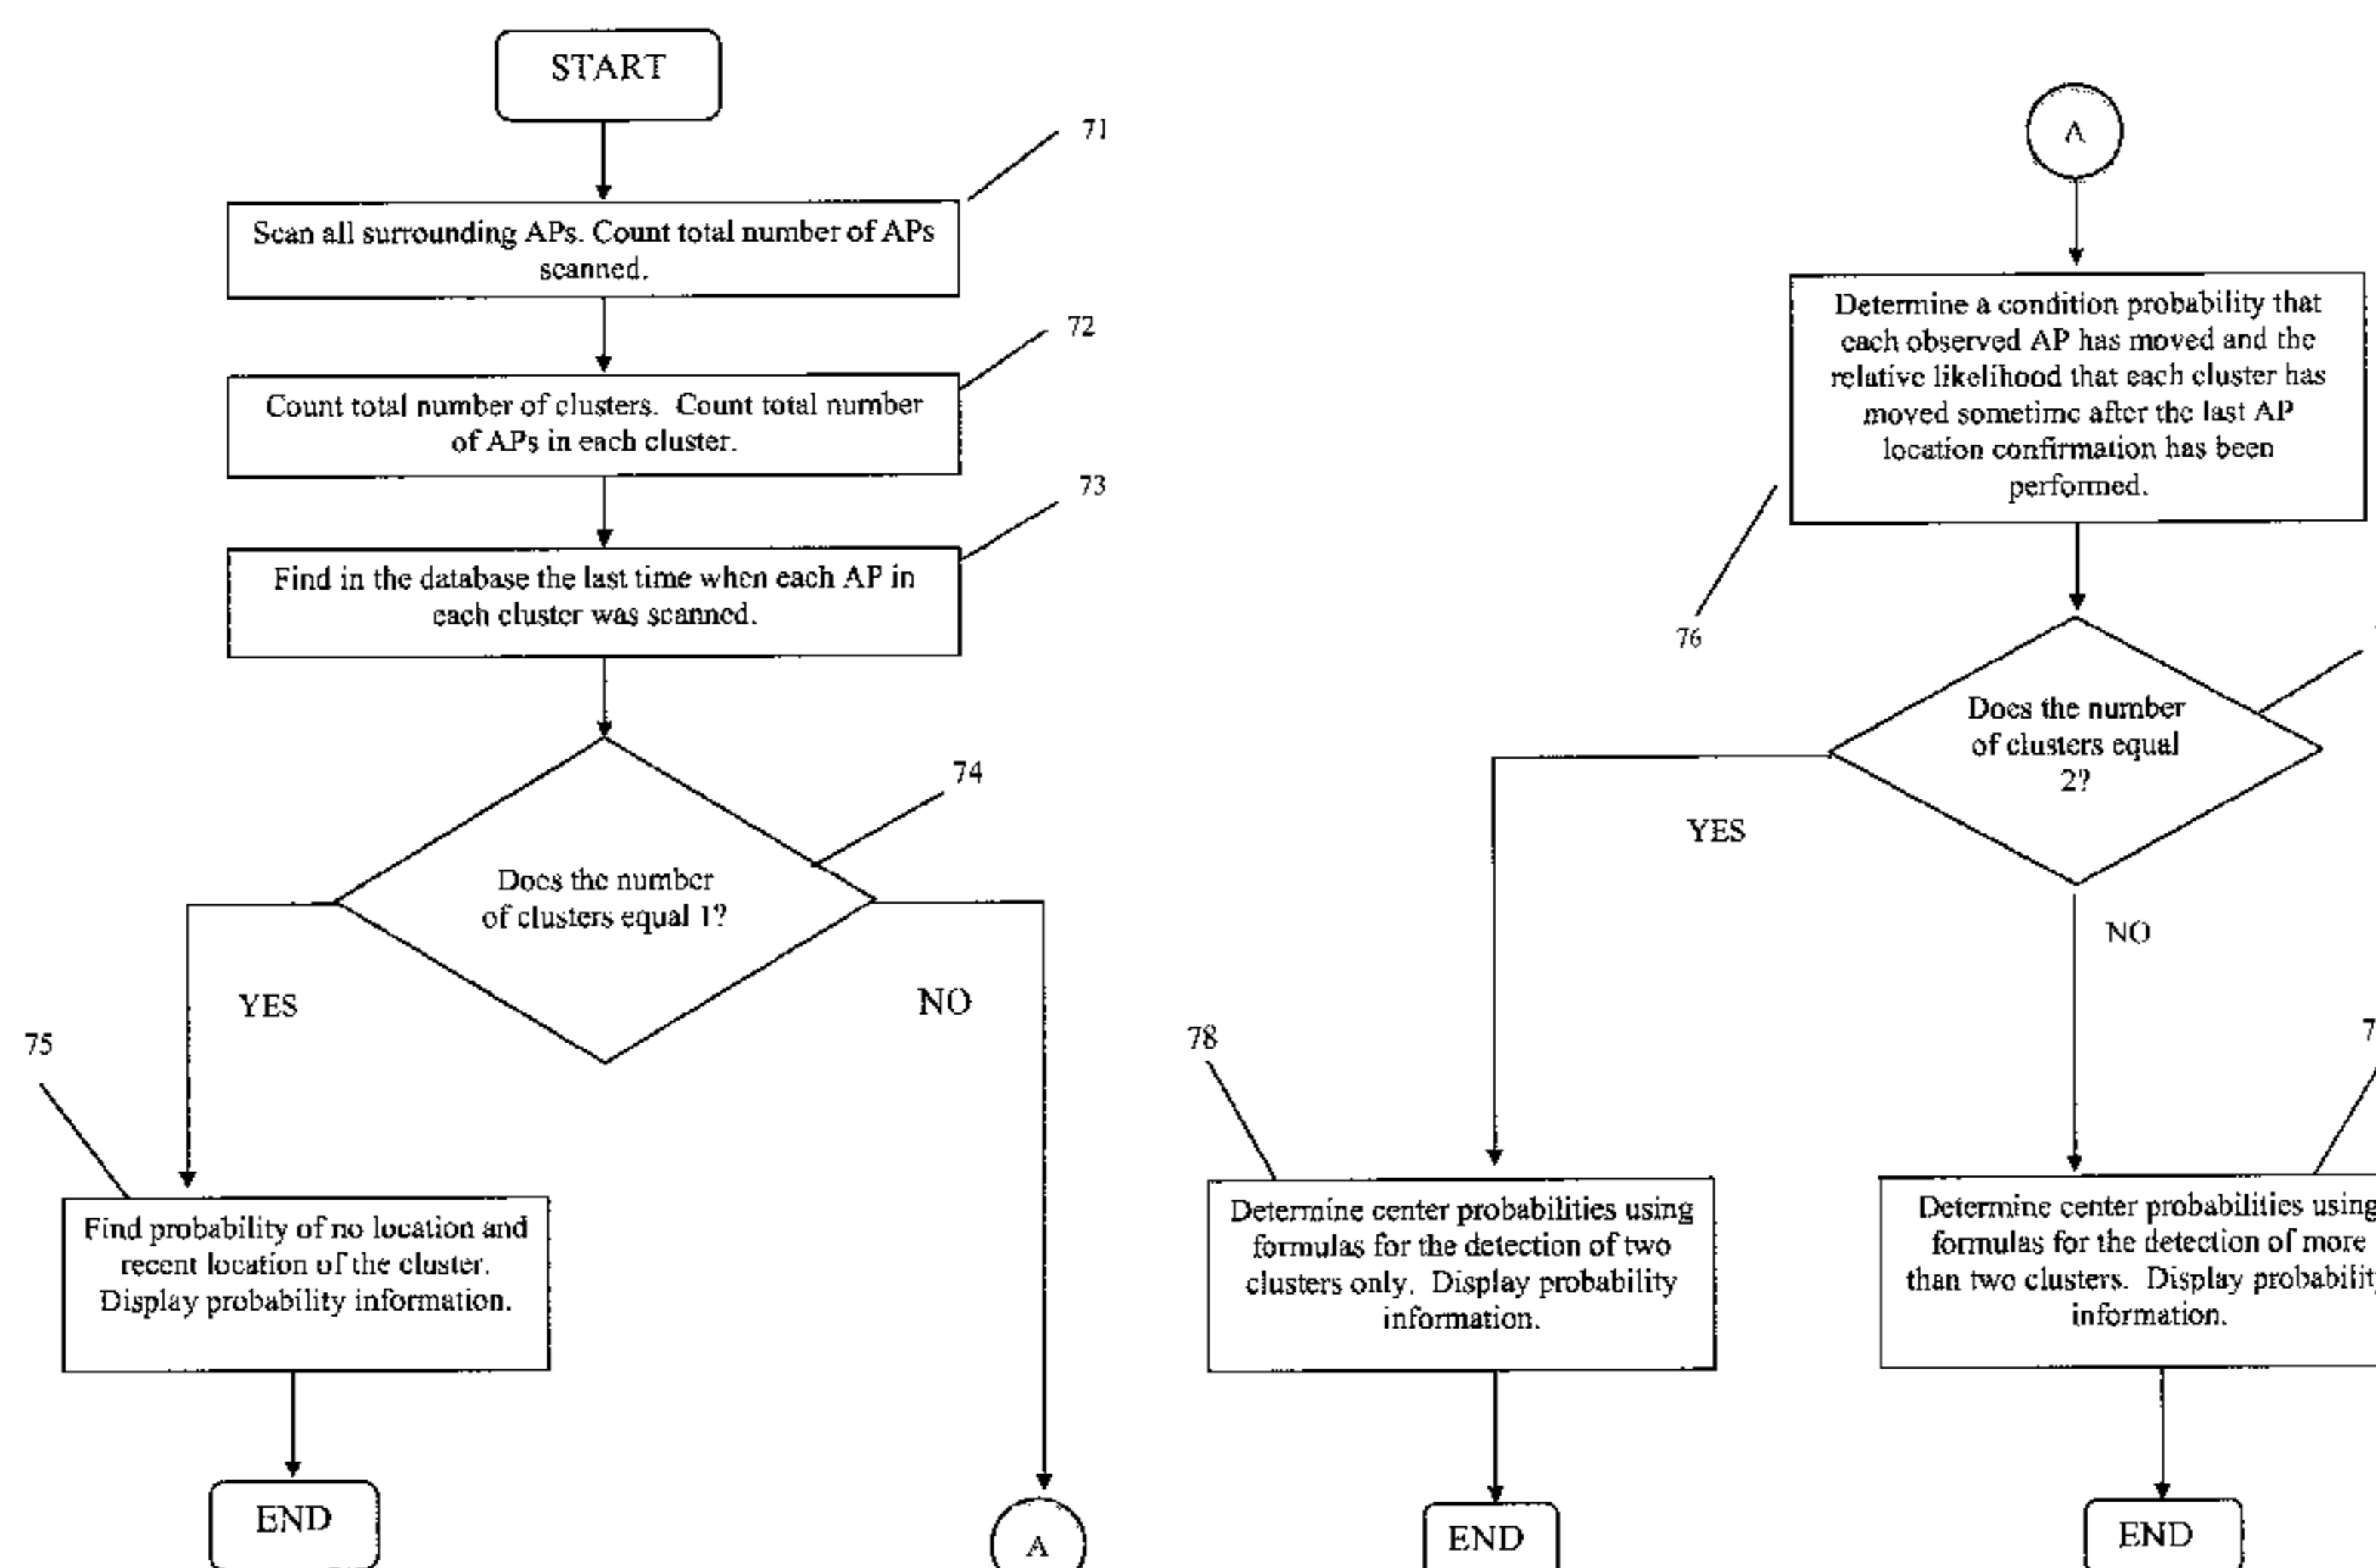 START
71
Scan all surrounding APs. Count total number of APs
scanned.
72
Count total number of clusters. Count total number
of APs in each cluster.
73
Find in the database the last time when each AP in
each cluster was scanned.
74
Does the number
of clusters equal 1?
YES
NO
75
Find probability of no location and
recent location of the cluster.
Display probability information.
END
A
A
Determine a condition probability that
each observed AP has moved and the
relative likelihood that each cluster has
moved sometime after the last AP
location confirmation has been
performed.
76
Does the number
of clusters equal
2?
YES
NO
78
Determine center probabilities using
formulas for the detection of two
clusters only. Display probability
information.
END
Determine center probabilities using
formulas for the detection of more
than two clusters. Display
information.
END